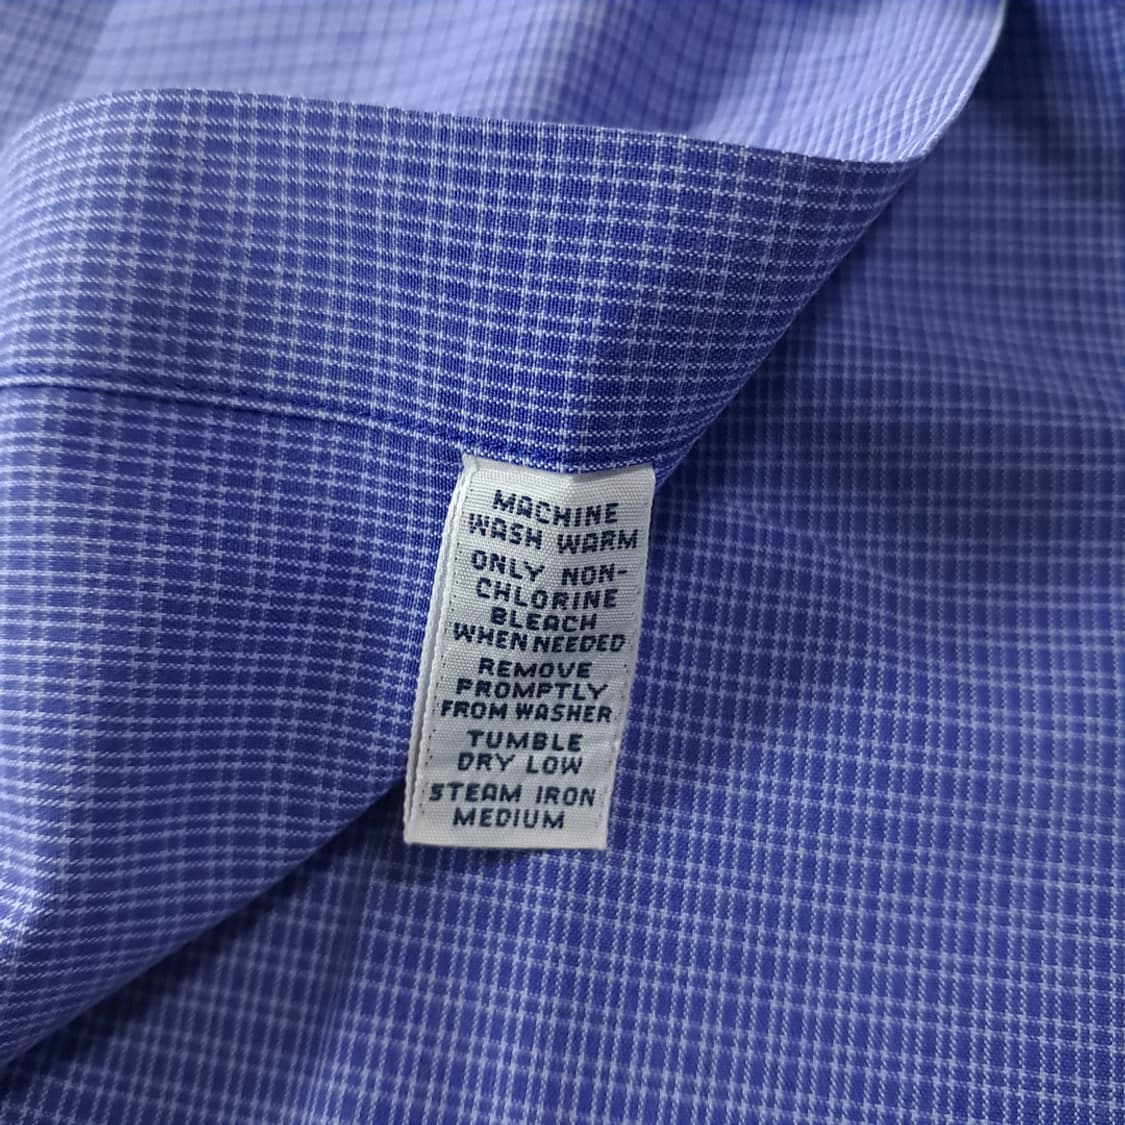 MACHINE
WASH WARM
ONLY NON-
CHLORINE
BLEACH
WHEN NEEDED
REMOVE
PROMPTLY
FROM WASHER
TUMBLE
DRY LOW
STEAM IRON
MEDIUM